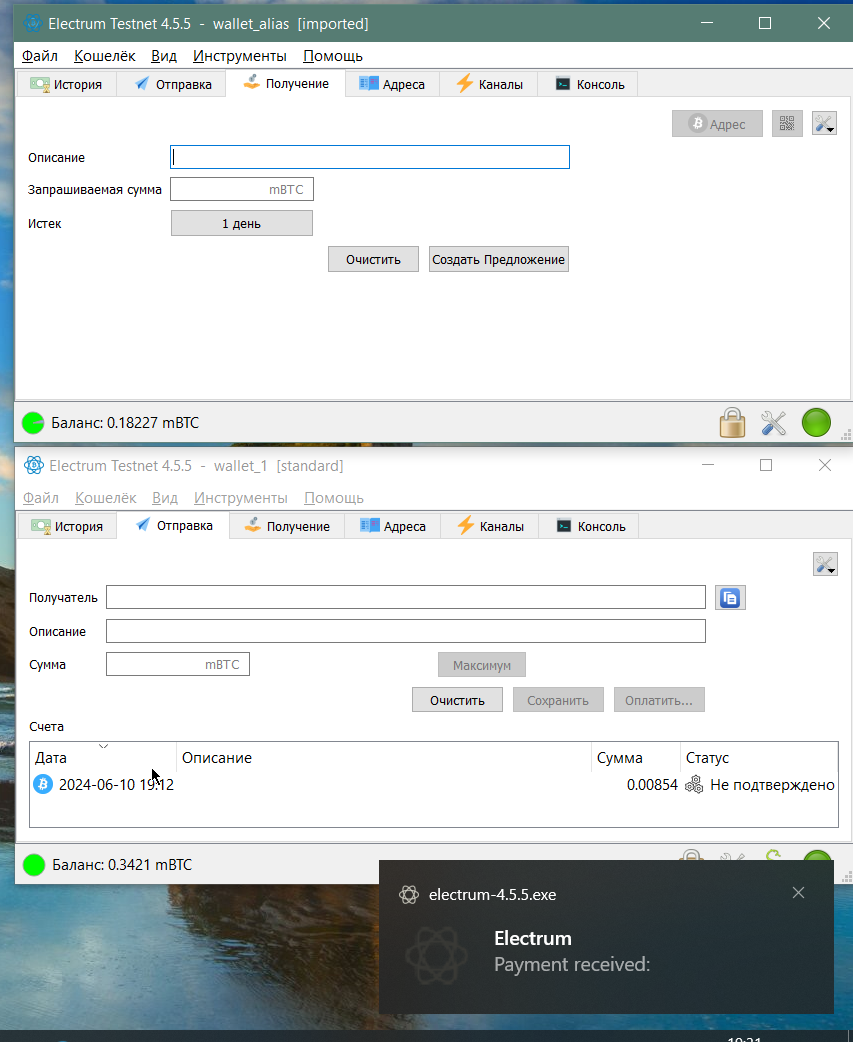 Electrum Testnet 4.5.5 - wallet_alias [imported]
Файл Кошелёк Вид Инструменты Помощь
История Отправка Получение Адреса Каналы Консоль
Адрес
Описание
Запрашиваемая сумма mBTC
Истек 1 день
Очистить Создать Предложение
Баланс: 0.18227 mBTC
Electrum Testnet 4.5.5 - wallet_1 [standard]
Файл Кошелёк Вид Инструменты Помощь
История Отправка Получение Адреса Каналы Консоль
Получатель
Описание
Сумма mBTC Максимум
Очистить Сохранить Оплатить...
Счета
Дата Описание Сумма Статус
2024-06-10 19:12 0.00854 Не подтверждено
Баланс: 0.3421 mBTC
electrum-4.5.5.exe
Electrum
Payment received: